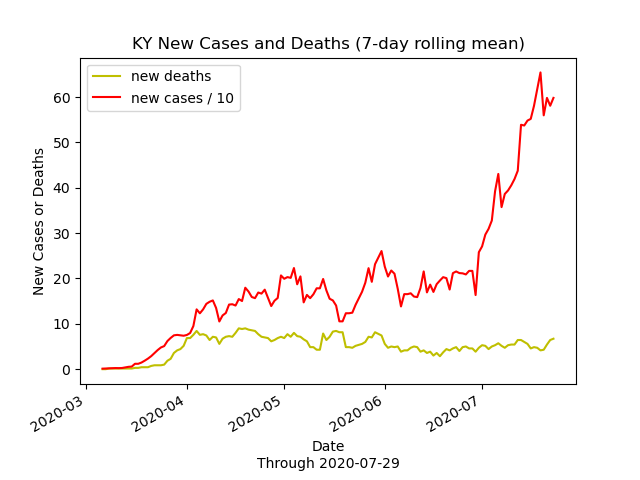 KY New Cases and Deaths (7-day rolling mean)
new deaths
new cases / 10
New Cases or Deaths
60
50
40
30
20
10
0
2020-03
2020-04
2020-05
2020-06
2020-07
Date
Through 2020-07-29